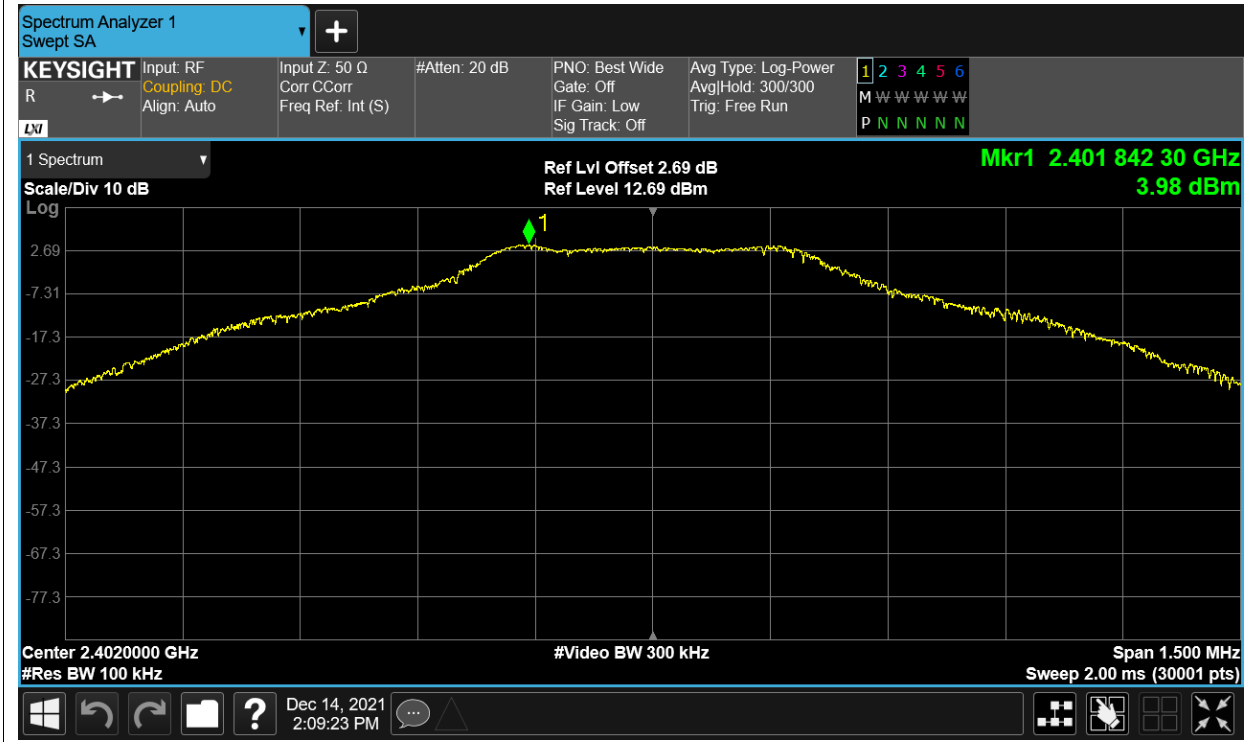 Spectrum Analyzer 1
Swept SA
+
KEYSIGHT
R
LXI
Input: RF
Coupling: DC
Align: Auto
Input Z: 50 Ω
Corr CCorr
Freq Ref: Int (S)
#Atten: 20 dB
PNO: Best Wide
Gate: Off
IF Gain: Low
Sig Track: Off
Avg Type: Log-Power
Avg|Hold: 300/300
Trig: Free Run
1 2 3 4 5 6
M W W W W W
P N N N N N
1 Spectrum
Scale/Div 10 dB
Log
Ref Lvl Offset 2.69 dB
Ref Level 12.69 dBm
Mkr1 2.401 842 30 GHz
3.98 dBm
1
2.69
-7.31
-17.3
-27.3
-37.3
-47.3
-57.3
-67.3
-77.3
Center 2.4020000 GHz
#Video BW 300 kHz
Span 1.500 MHz
#Res BW 100 kHz
Sweep 2.00 ms (30001 pts)
?
Dec 14, 2021
2:09:23 PM